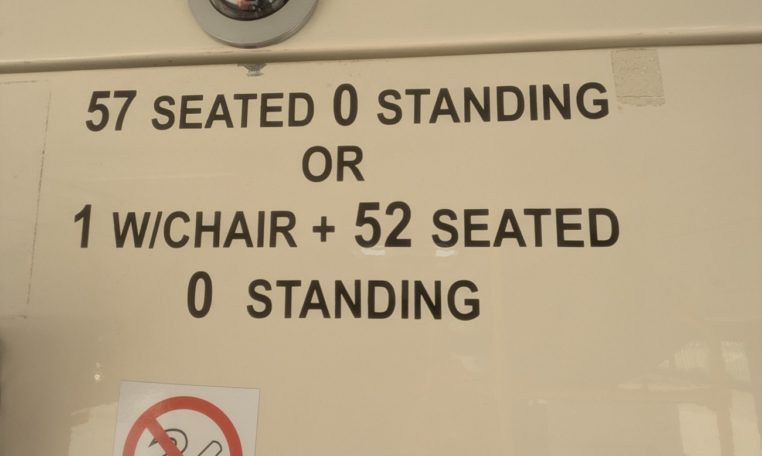 57 SEATED 0 STANDING
OR
1 W/CHAIR + 52 SEATED
0 STANDING